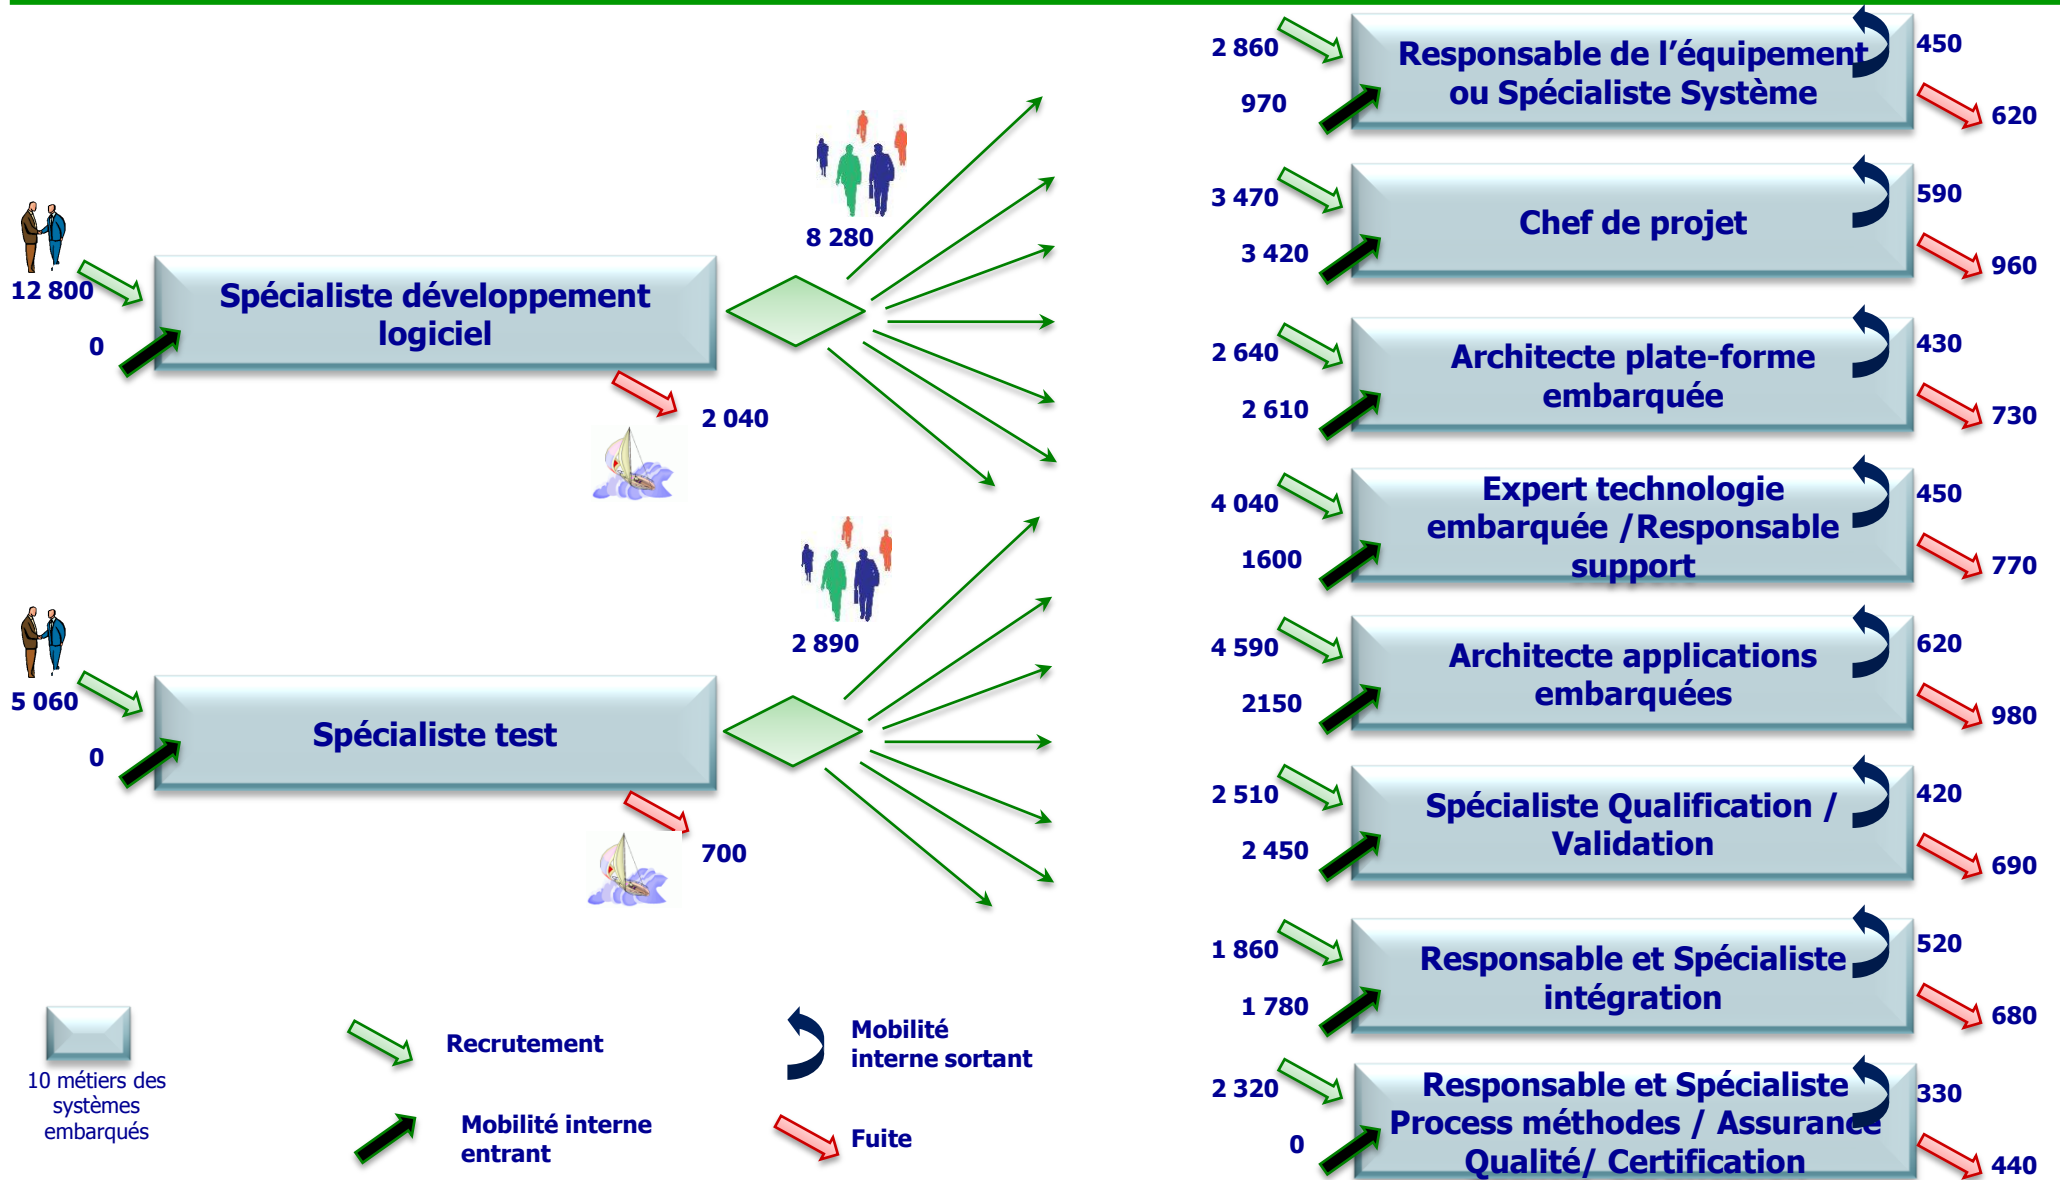 12 800
0
Spécialiste développement
logiciel
8 280
2 040
5 060
0
Spécialiste test
2 890
700
2 860
970
Responsable de l’équipement
ou Spécialiste Système
450
620
3 470
3 420
Chef de projet
590
960
2 640
2 610
Architecte plate-forme
embarquée
430
730
4 040
1600
Expert technologie
embarquée /Responsable
support
450
770
4 590
2150
Architecte applications
embarquées
620
980
2 510
2 450
Spécialiste Qualification /
Validation
420
690
1 860
1 780
Responsable et Spécialiste
intégration
520
680
2 320
0
Responsable et Spécialiste
Process méthodes / Assurance
Qualité/ Certification
330
440
10 métiers des
systèmes
embarqués
Recrutement
Mobilité interne
entrant
Mobilité
interne sortant
Fuite